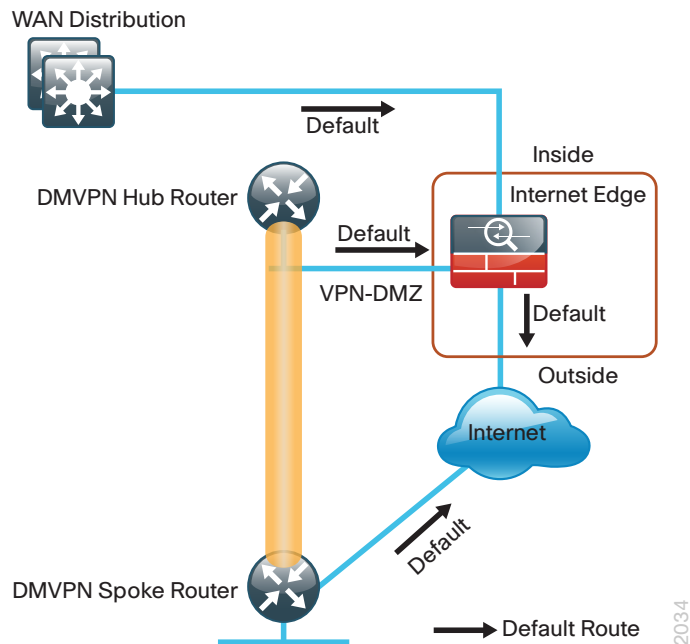 WAN Distribution
Default
Inside
DMVPN Hub Router
Internet Edge
Default
VPN-DMZ
Default
Outside
Internet
Default
DMVPN Spoke Router
Default Route
2034